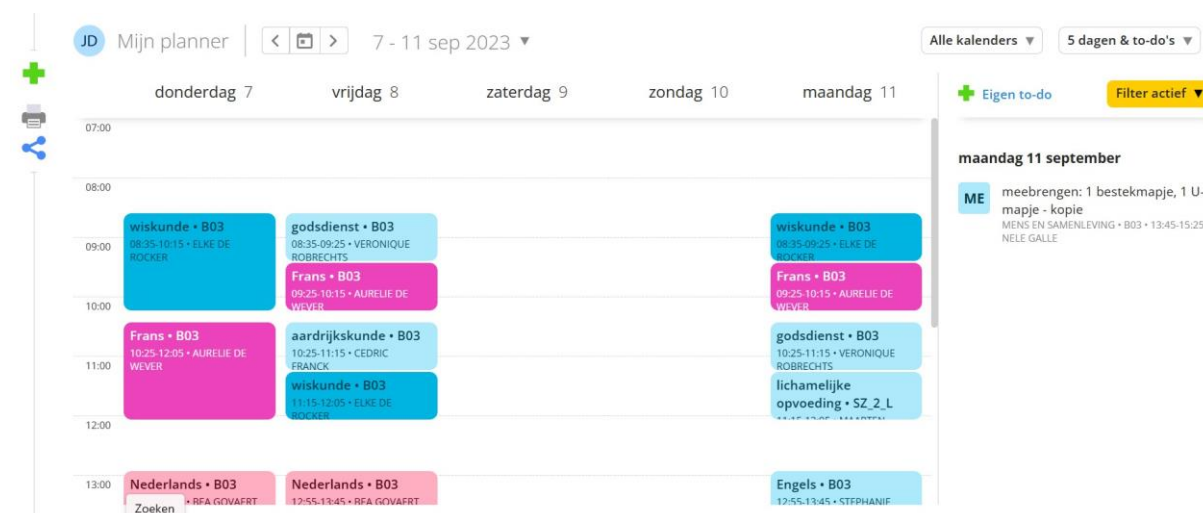 JD Mijn planner 7 - 11 sep 2023 Alle kalenders 5 dagen & to-do's
donderdag 7 vrijdag 8 zaterdag 9 zondag 10 maandag 11
Eigen to-do Filter actief
07:00
08:00
09:00
10:00
11:00
12:00
13:00
wiskunde • B03
08:35-10:15 • ELKE DE
ROCKER
Frans • B03
10:25-12:05 • AURELIE DE
WEVER
Nederlands • B03
• BEA GOVAERT
Zoeken
godsdienst • B03
08:35-09:25 • VERONIQUE
ROBRECHTS
Frans • B03
09:25-10:15 • AURELIE DE
WEVER
aardrijkskunde • B03
10:25-11:15 • CEDRIC
FRANCK
wiskunde • B03
11:15-12:05 • ELKE DE
ROCKER
Nederlands • B03
12:55-13:45 • BEA GOVAERT
wiskunde • B03
08:35-09:25 • ELKE DE
ROCKER
Frans • B03
09:25-10:15 • AURELIE DE
WEVER
godsdienst • B03
10:25-11:15 • VERONIQUE
ROBRECHTS
lichamelijke
opvoeding • SZ_2_L
11:15-12:05 • MAARTEN
Engels • B03
12:55-13:45 • STEPHANIE
maandag 11 september
ME
meebrengen: 1 bestekmapje, 1 U-
mapje - kopie
MENS EN SAMENLEVING • B03 • 13:45-15:25
NELE GALLE